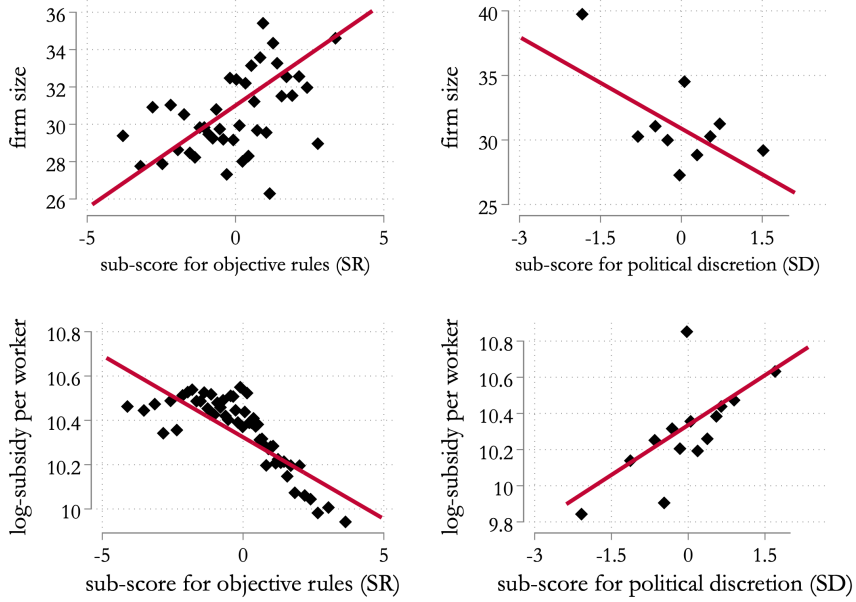 firm size
36
34
32
30
28
26
-5 0 5
sub-score for objective rules (SR)
firm size
40
35
30
25
-3 -1.5 0 1.5
sub-score for political discretion (SD)
log-subsidy per worker
10.8
10.6
10.4
10.2
10
-5 0 5
sub-score for objective rules (SR)
log-subsidy per worker
10.8
10.6
10.4
10.2
10
9.8
-3 -1.5 0 1.5
sub-score for political discretion (SD)